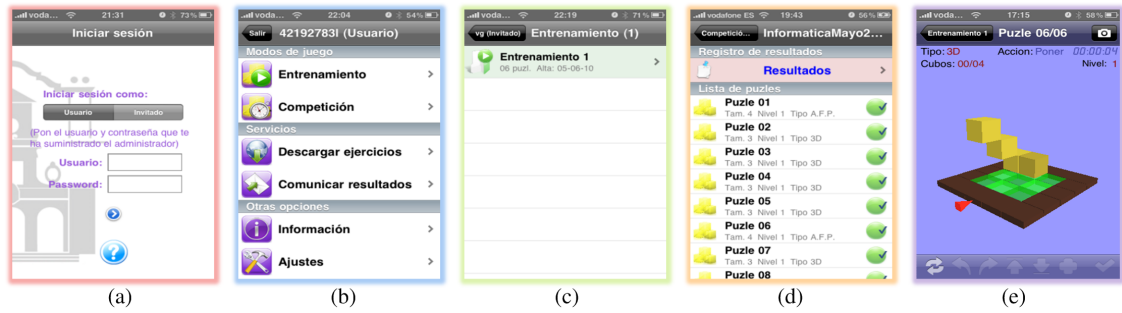 voda... 21:31 73%
Iniciar sesión
Iniciar sesión como:
Usuario Invitado
(Pon el usuario y contraseña que te
ha suministrado el administrador)
Usuario:
Password:
?
(a)
voda... 22:04 54%
Salir 42192783I (Usuario)
Modos de juego
Entrenamiento
Competición
Servicios
Descargar ejercicios
Comunicar resultados
Otras opciones
Información
Ajustes
(b)
voda... 22:19 71%
vg (Invitado) Entrenamiento (1)
Entrenamiento 1
06 puzl. Alta: 05-06-10
(c)
vodafone ES 19:43 56%
Competició... InformaticaMayo2...
Registro de resultados
Resultados
Lista de puzles
Puzle 01
Tam. 4 Nivel 1 Tipo A.F.P.
Puzle 02
Tam. 3 Nivel 1 Tipo 3D
Puzle 03
Tam. 3 Nivel 1 Tipo 3D
Puzle 04
Tam. 3 Nivel 1 Tipo 3D
Puzle 05
Tam. 3 Nivel 1 Tipo 3D
Puzle 06
Tam. 4 Nivel 1 Tipo A.F.P.
Puzle 07
Tam. 3 Nivel 1 Tipo 3D
Puzle 08
(d)
voda... 17:15 58%
Entrenamiento 1 Puzle 06/06
Tipo: 3D Accion: Poner 00:00:04
Cubos: 00/04 Nivel: 1
(e)